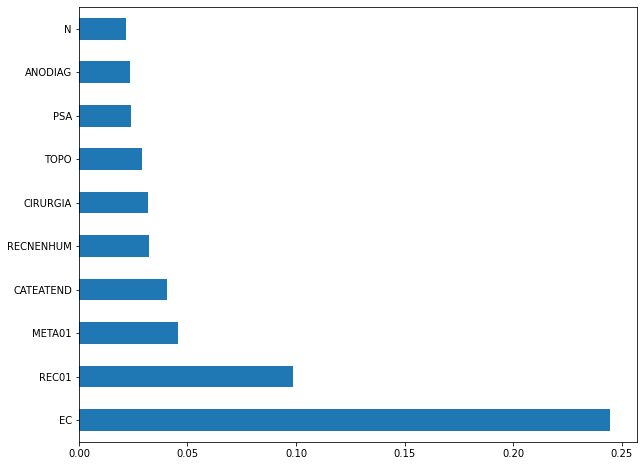 N
ANODIAG
PSA
TOPO
CIRURGIA
RECNENHUM
CATEATEND
META01
REC01
EC
0.00 0.05 0.10 0.15 0.20 0.25